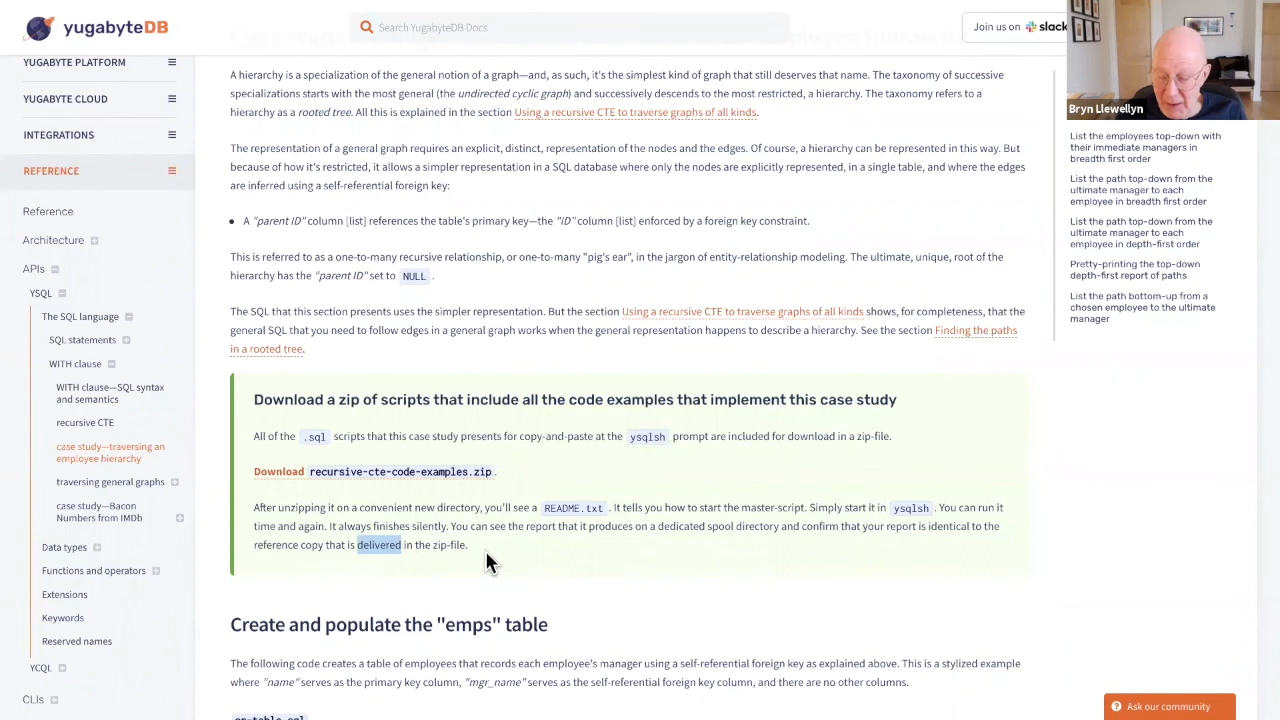 yugabyteDB
Search YugabyteDB Docs
Join us on slack
Bryn Llewellyn
YUGABYTE PLATFORM
YUGABYTE CLOUD
INTEGRATIONS
REFERENCE
Reference
Architecture
APIs
YSQL
The SQL language
SQL statements
WITH clause
WITH clause—SQL syntax
and semantics
recursive CTE
case study—traversing an
employee hierarchy
traversing general graphs
case study—Bacon
Numbers from IMDb
Data types
Functions and operators
Extensions
Keywords
Reserved names
YCQL
CLIs
A hierarchy is a specialization of the general notion of a graph—and, as such, it's the simplest kind of graph that still deserves that name. The taxonomy of successive
specializations starts with the most general (the undirected cyclic graph) and successively descends to the most restricted, a hierarchy. The taxonomy refers to a
hierarchy as a rooted tree. All this is explained in the section Using a recursive CTE to traverse graphs of all kinds.
The representation of a general graph requires an explicit, distinct, representation of the nodes and the edges. Of course, a hierarchy can be represented in this way. But
because of how it's restricted, it allows a simpler representation in a SQL database where only the nodes are explicitly represented, in a single table, and where the edges
are inferred using a self-referential foreign key:
• A "parent ID" column [list] references the table's primary key—the "ID" column [list] enforced by a foreign key constraint.
This is referred to as a one-to-many recursive relationship, or one-to-many "pig's ear", in the jargon of entity-relationship modeling. The ultimate, unique, root of the
hierarchy has the "parent ID" set to NULL .
The SQL that this section presents uses the simpler representation. But the section Using a recursive CTE to traverse graphs of all kinds shows, for completeness, that the
general SQL that you need to follow edges in a general graph works when the general representation happens to describe a hierarchy. See the section Finding the paths
in a rooted tree.
Download a zip of scripts that include all the code examples that implement this case study
All of the .sql scripts that this case study presents for copy-and-paste at the ysqlsh prompt are included for download in a zip-file.
Download recursive-cte-code-examples.zip.
After unzipping it on a convenient new directory, you'll see a README.txt. It tells you how to start the master-script. Simply start it in ysqlsh. You can run it
time and again. It always finishes silently. You can see the report that it produces on a dedicated spool directory and confirm that your report is identical to the
reference copy that is delivered in the zip-file.
Create and populate the "emps" table
The following code creates a table of employees that records each employee's manager using a self-referential foreign key as explained above. This is a stylized example
where "name" serves as the primary key column, "mgr_name" serves as the self-referential foreign key column, and there are no other columns.
List the employees top-down with
their immediate managers in
breadth first order
List the path top-down from the
ultimate manager to each
employee in breadth first order
List the path top-down from the
ultimate manager to each
employee in depth-first order
Pretty-printing the top-down
depth-first report of paths
List the path bottom-up from a
chosen employee to the ultimate
manager
Ask our community